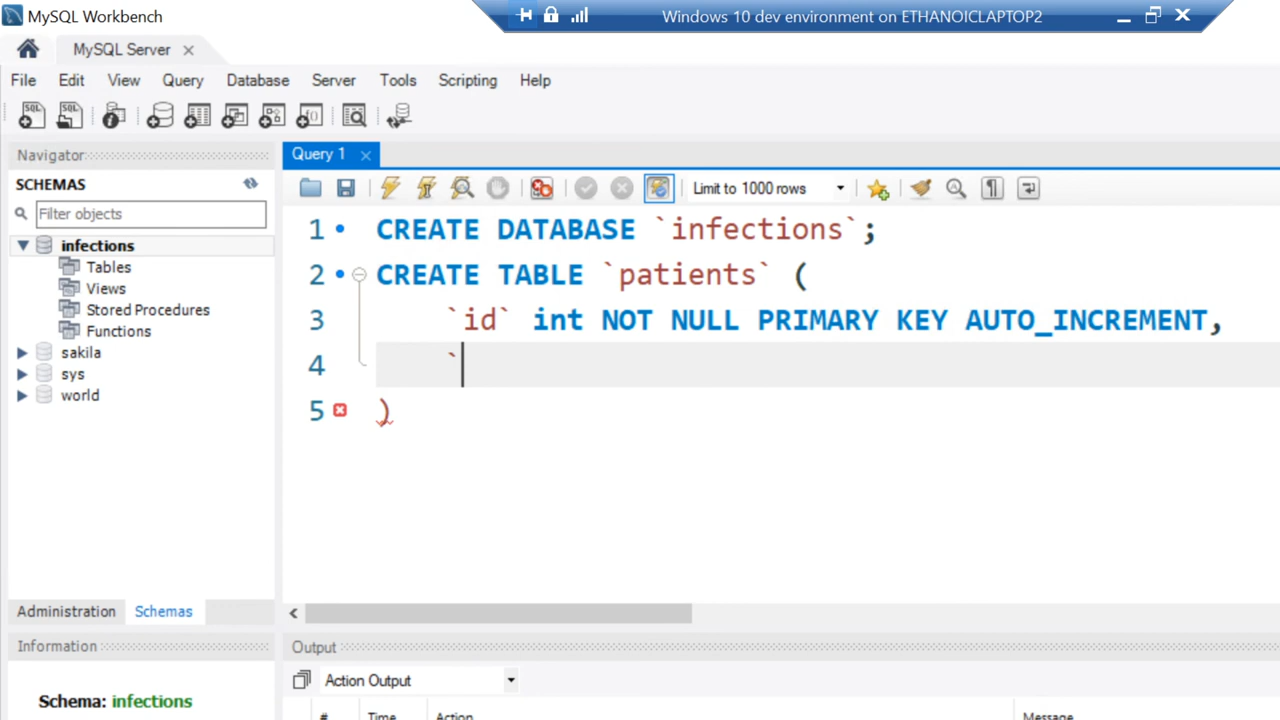 MySQL Workbench
Windows 10 dev environment on ETHANOICLAPTOP2
MySQL Server
File Edit View Query Database Server Tools Scripting Help
Navigator
Query 1
SCHEMAS
Limit to 1000 rows
Filter objects
infections
Tables
Views
Stored Procedures
Functions
sakila
sys
world
1 CREATE DATABASE `infections`;
2 CREATE TABLE `patients` (
3 `id` int NOT NULL PRIMARY KEY AUTO_INCREMENT,
4 `
5 )
Administration Schemas
Information
Schema: infections
Output
Action Output
# Time Action Message